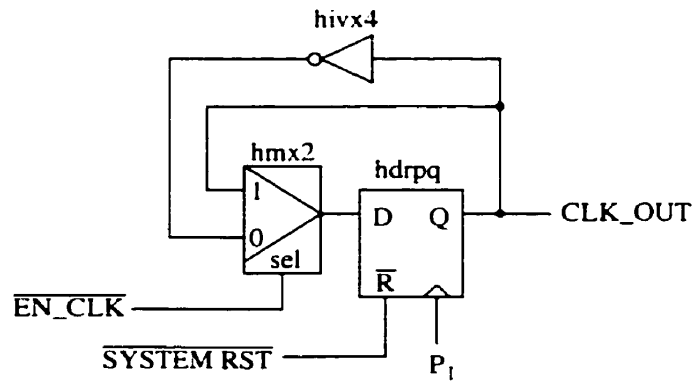 hivx4
hmx2
hdrpq
1
D Q
CLK_OUT
0
sel
R
EN_CLK
SYSTEM RST
P1